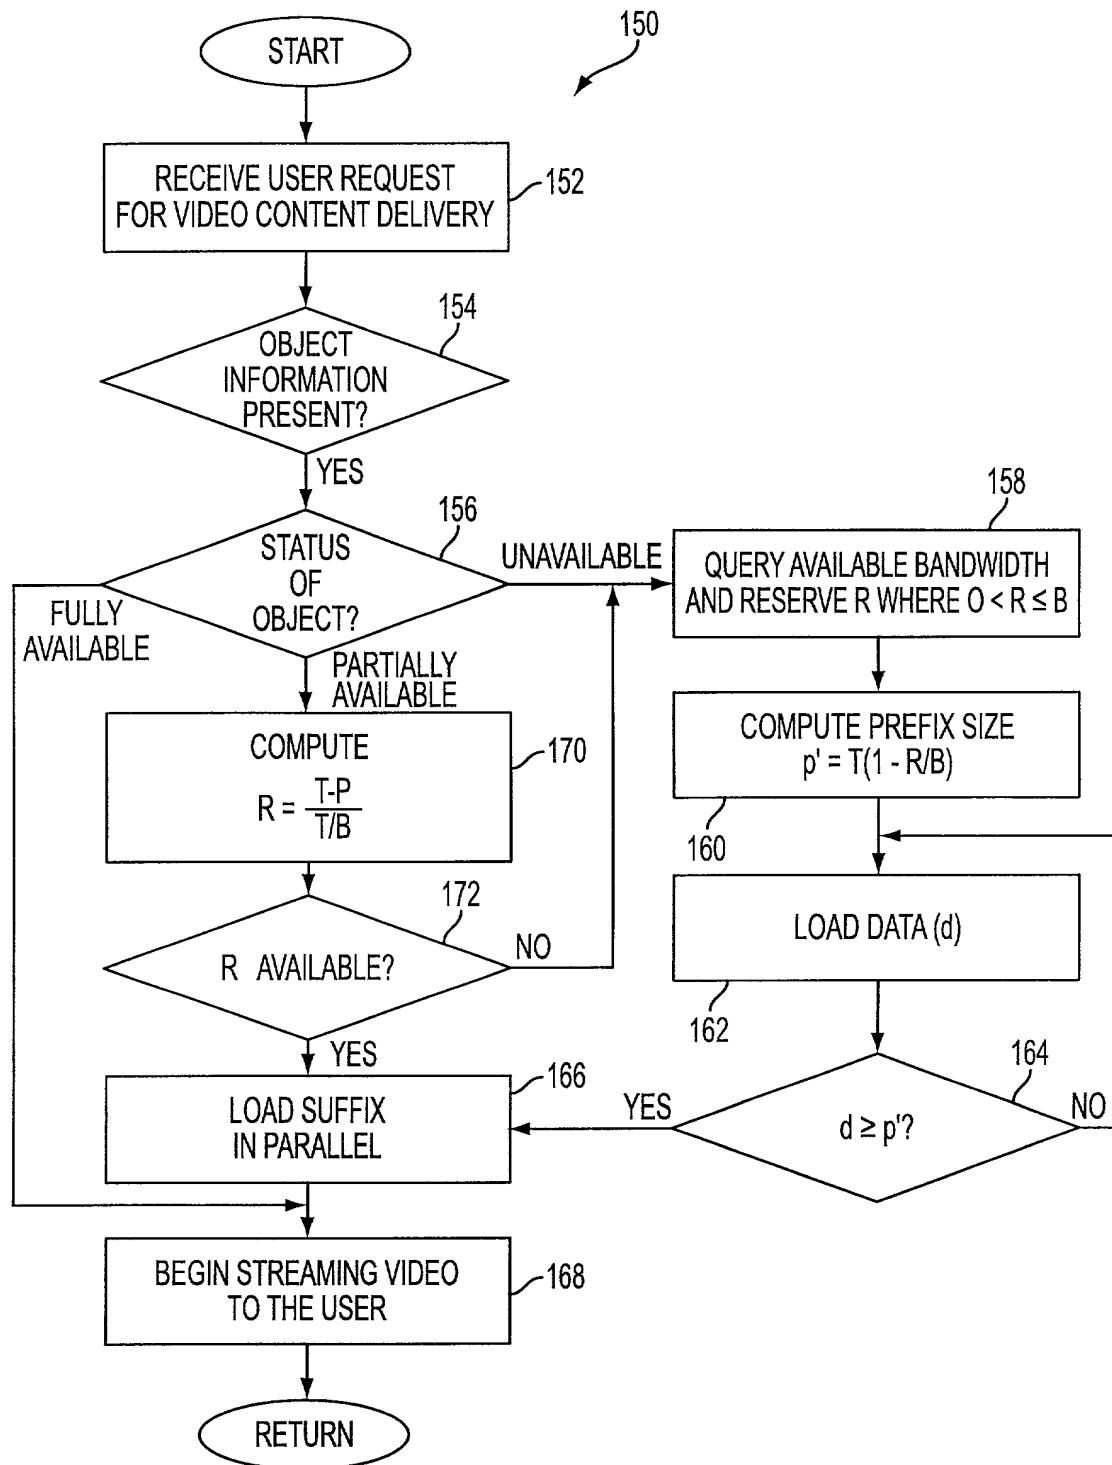 START
150
RECEIVE USER REQUEST
FOR VIDEO CONTENT DELIVERY
152
OBJECT
INFORMATION
PRESENT?
154
YES
STATUS
OF
OBJECT?
156
UNAVAILABLE
FULLY
AVAILABLE
PARTIALLY
AVAILABLE
158
QUERY AVAILABLE BANDWIDTH
AND RESERVE R WHERE O < R ≤ B
COMPUTE PREFIX SIZE
p' = T(1 - R/B)
160
COMPUTE
R = T-P
T/B
170
172
R AVAILABLE?
NO
YES
LOAD DATA (d)
162
164
d ≥ p'?
YES
NO
LOAD SUFFIX
IN PARALLEL
166
BEGIN STREAMING VIDEO
TO THE USER
168
RETURN